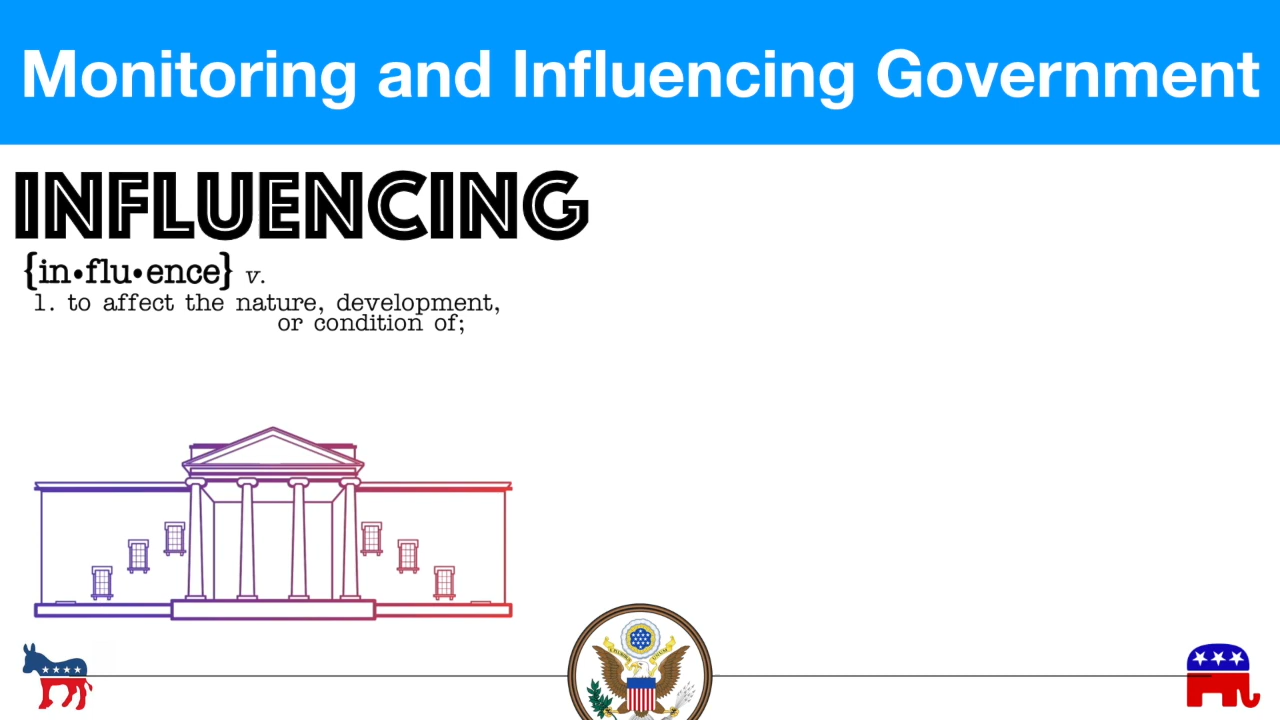 Monitoring and Influencing Government
INFLUENCING
{in•flu•ence} v.
1. to affect the nature, development,
or condition of;